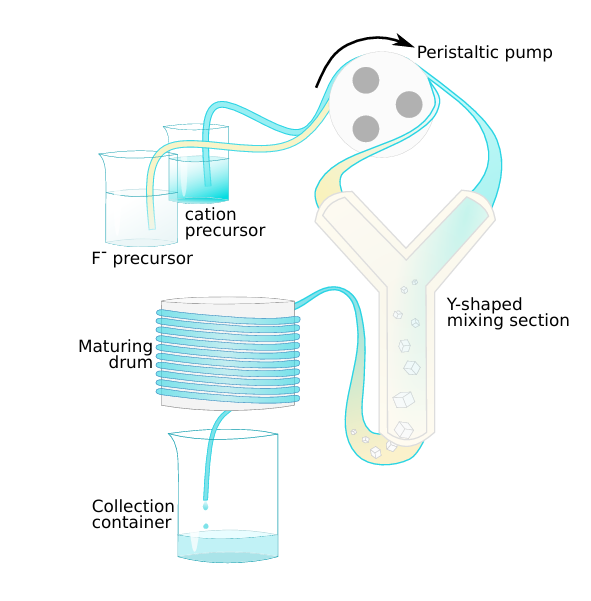 Peristaltic pump
cation
precursor
F⁻ precursor
Y-shaped
mixing section
Maturing
drum
Collection
container